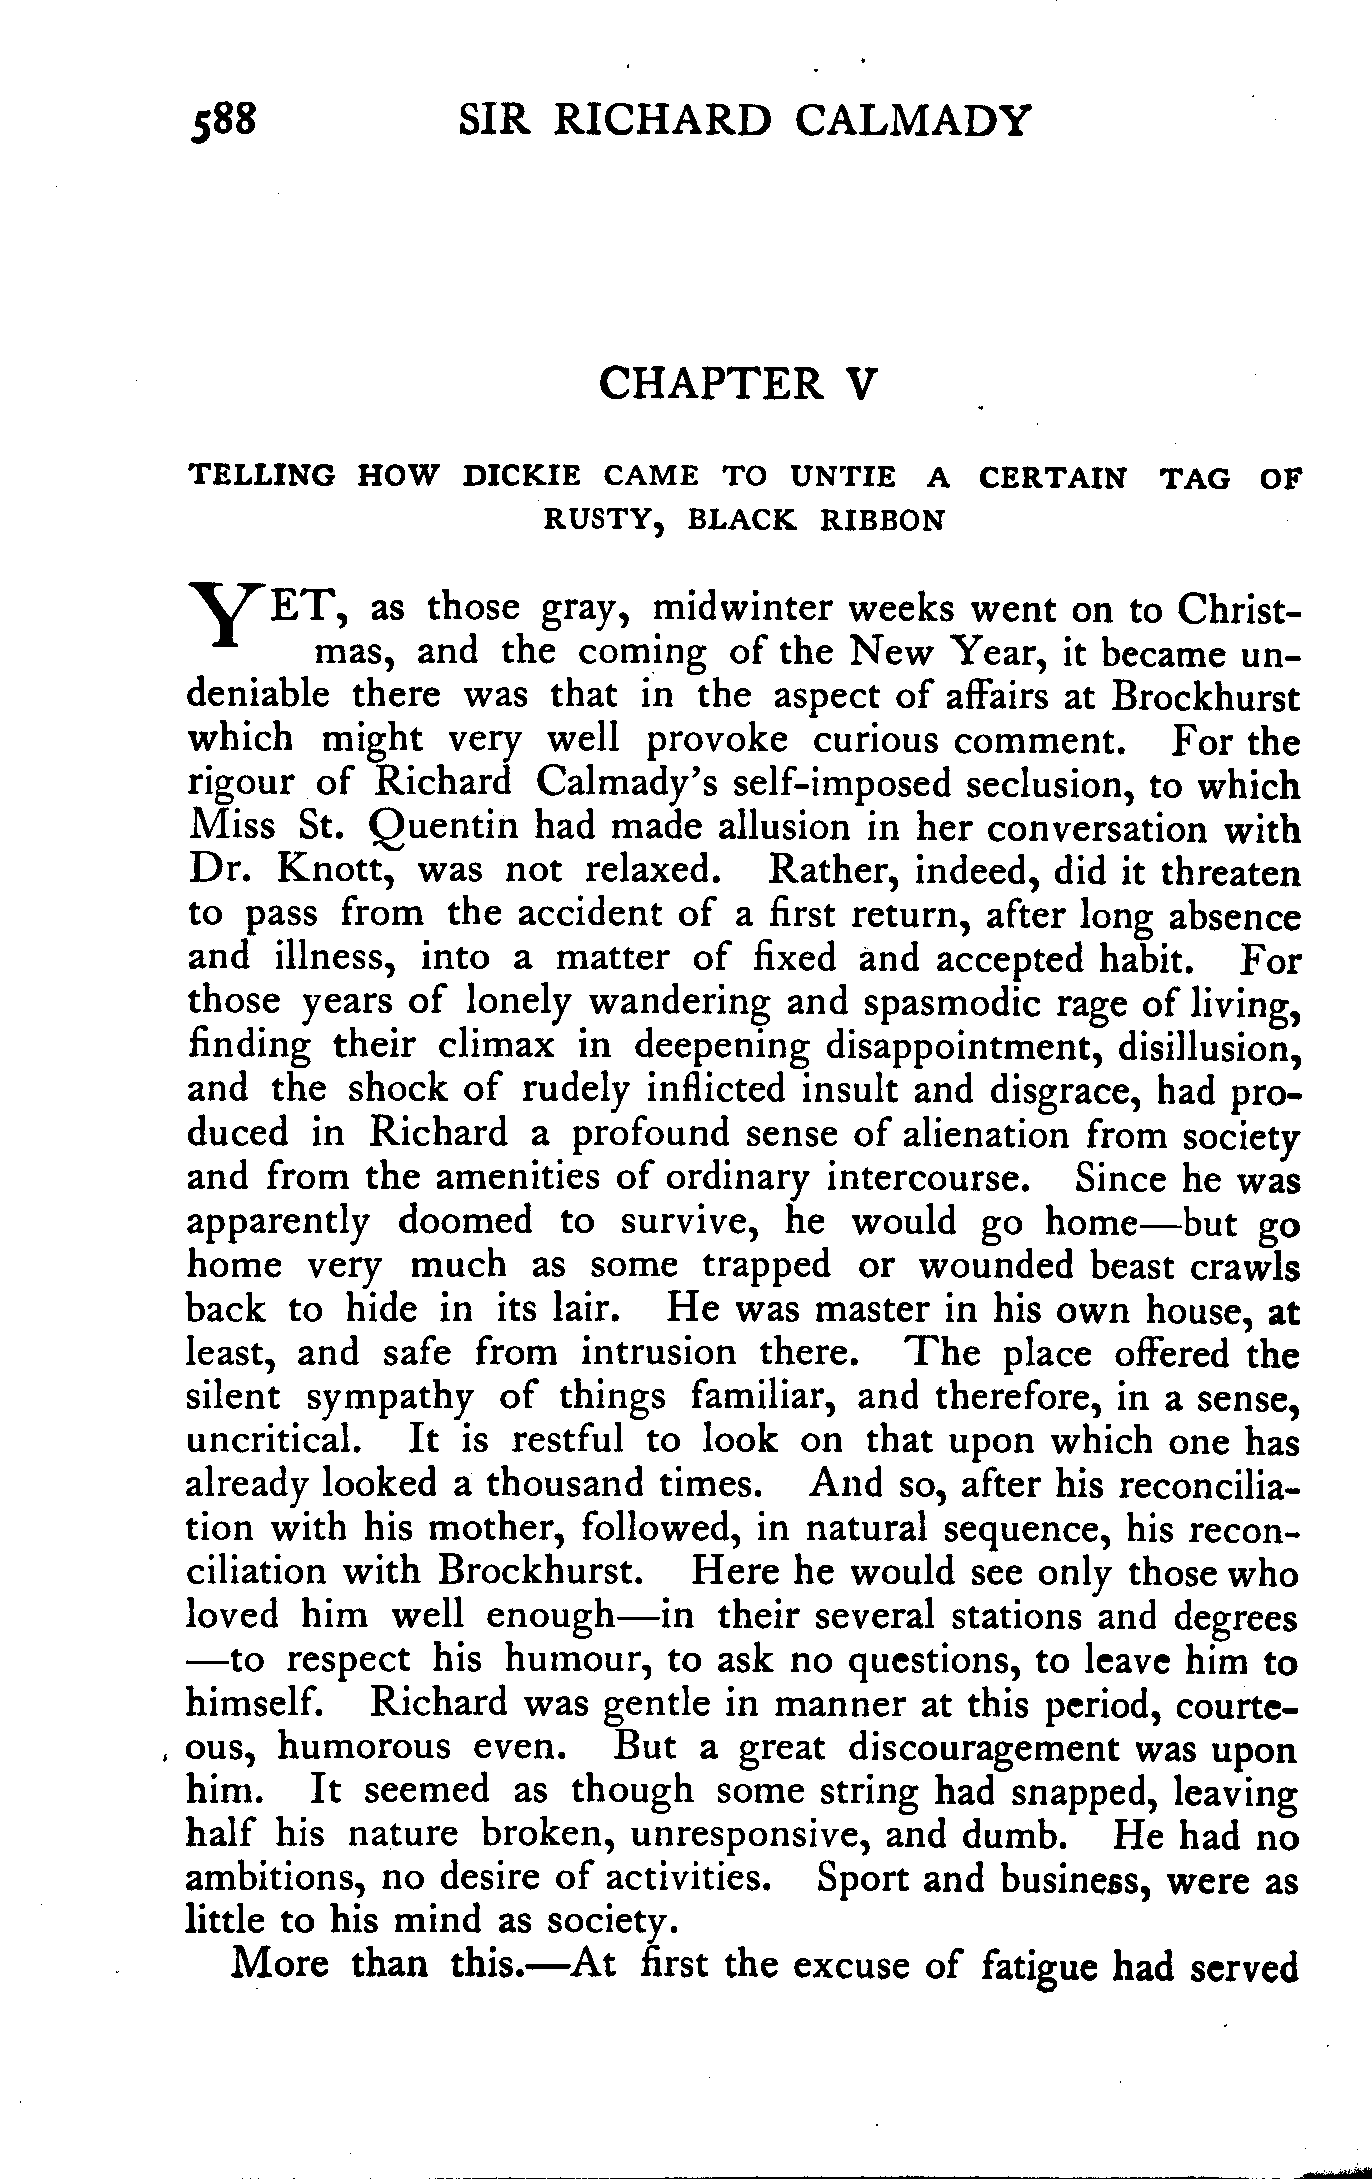 588 SIR RICHARD CALMADY
CHAPTER V
TELLING HOW DICKIE CAME TO UNTIE A CERTAIN TAG OF
RUSTY, BLACK RIBBON
YET, as those gray, midwinter weeks went on to Christ-
mas, and the coming of the New Year, it became un-
deniable there was that in the aspect of affairs at Brockhurst
which might very well provoke curious comment. For the
rigour of Richard Calmady's self-imposed seclusion, to which
Miss St. Quentin had made allusion in her conversation with
Dr. Knott, was not relaxed. Rather, indeed, did it threaten
to pass from the accident of a first return, after long absence
and illness, into a matter of fixed and accepted habit. For
those years of lonely wandering and spasmodic rage of living,
finding their climax in deepening disappointment, disillusion,
and the shock of rudely inflicted insult and disgrace, had pro-
duced in Richard a profound sense of alienation from society
and from the amenities of ordinary intercourse. Since he was
apparently doomed to survive, he would go home—but go
home very much as some trapped or wounded beast crawls
back to hide in its lair. He was master in his own house, at
least, and safe from intrusion there. The place offered the
silent sympathy of things familiar, and therefore, in a sense,
uncritical. It is restful to look on that upon which one has
already looked a thousand times. And so, after his reconcilia-
tion with his mother, followed, in natural sequence, his recon-
ciliation with Brockhurst. Here he would see only those who
loved him well enough—in their several stations and degrees
—to respect his humour, to ask no questions, to leave him to
himself. Richard was gentle in manner at this period, courte-
ous, humorous even. But a great discouragement was upon
him. It seemed as though some string had snapped, leaving
half his nature broken, unresponsive, and dumb. He had no
ambitions, no desire of activities. Sport and business, were as
little to his mind as society.
More than this.—At first the excuse of fatigue had served